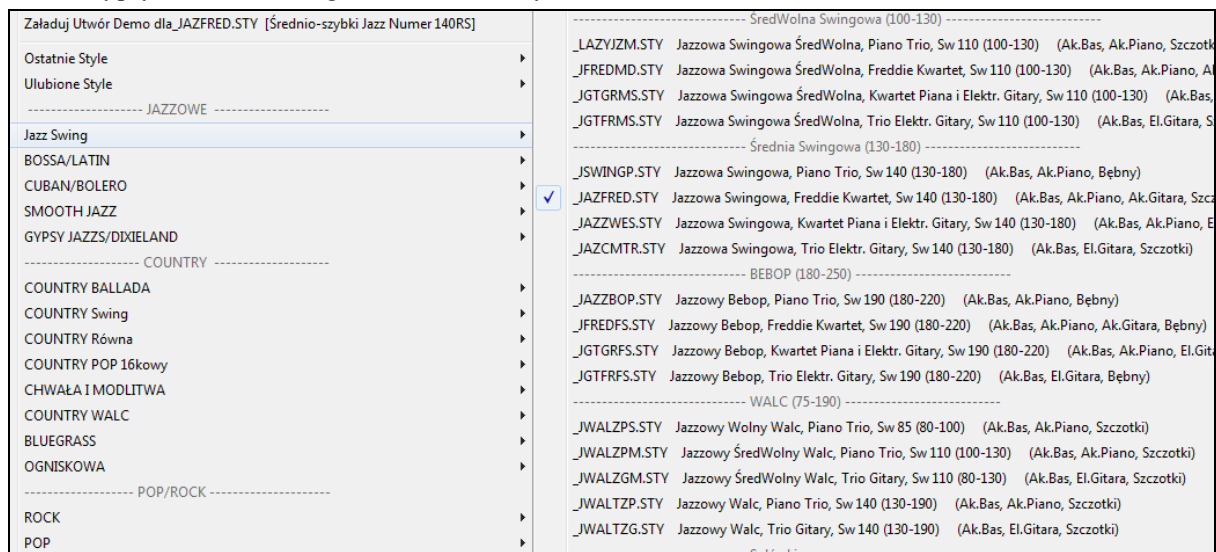 Załaduj Utwór Demo dla_JAZFRED.STY [Średnio-szybki Jazz Numer 140RS]
Ostatnie Style
Ulubione Style
-------------------- JAZZOWE --------------------
Jazz Swing
BOSSA/LATIN
CUBAN/BOLERO
SMOOTH JAZZ
GYPSY JAZZS/DIXIELAND
-------------------- COUNTRY --------------------
COUNTRY BALLADA
COUNTRY Swing
COUNTRY Równa
COUNTRY POP 16kowy
CHWAŁA I MODLITWA
COUNTRY WALC
BLUEGRASS
OGNISKOWA
------------------ POP/ROCK ---------------------
ROCK
POP
------------------------------ ŚredWolna Swingowa (100-130) ---------------------------
_LAZYJZM.STY Jazzowa Swingowa ŚredWolna, Piano Trio, Sw 110 (100-130) (Ak.Bas, Ak.Piano, Szczotk
_JFREDMD.STY Jazzowa Swingowa ŚredWolna, Freddie Kwartet, Sw 110 (100-130) (Ak.Bas, Ak.Piano,
_JGTGRMS.STY Jazzowa Swingowa ŚredWolna, Kwartet Piana i Elektr. Gitary, Sw 110 (100-130) (Ak.Bas,
_JGTFRMS.STY Jazzowa Swingowa ŚredWolna, Trio Elektr. Gitary, Sw 110 (100-130) (Ak.Bas, El.Gitara,
------------------------------ Średnia Swingowa (130-180) ---------------------------
_JSWINGP.STY Jazzowa Swingowa, Piano Trio, Sw 140 (130-180) (Ak.Bas, Ak.Piano, Bębny)
_JAZFRED.STY Jazzowa Swingowa, Freddie Kwartet, Sw 140 (130-180) (Ak.Bas, Ak.Piano, Ak.Gitara, Szcz
_JAZZWES.STY Jazzowa Swingowa, Kwartet Piana i Elektr. Gitary, Sw 140 (130-180) (Ak.Bas, Ak.Piano, E
_JAZCMTR.STY Jazzowa Swingowa, Trio Elektr. Gitary, Sw 140 (130-180) (Ak.Bas, El.Gitara, Szczotki)
------------------------------ BEBOP (180-250) ---------------------------
_JAZZBOP.STY Jazzowy Bebop, Piano Trio, Sw 190 (180-220) (Ak.Bas, Ak.Piano, Bębny)
_JFREDFS.STY Jazzowy Bebop, Freddie Kwartet, Sw 190 (180-220) (Ak.Bas, Ak.Piano, Ak.Gitara, Bębny)
_JGTGRFS.STY Jazzowy Bebop, Kwartet Piana i Elektr. Gitary, Sw 190 (180-220) (Ak.Bas, Ak.Piano, El.Git
_JGTFRFS.STY Jazzowy Bebop, Trio Elektr. Gitary, Sw 190 (180-220) (Ak.Bas, El.Gitara, Bębny)
------------------------------ WALC (75-190) ---------------------------
_JWALZPS.STY Jazzowy Wolny Walc, Piano Trio, Sw 85 (80-100) (Ak.Bas, Ak.Piano, Szczotki)
_JWALZPM.STY Jazzowy ŚredWolny Walc, Piano Trio, Sw 110 (100-130) (Ak.Bas, Ak.Piano, Szczotki)
_JWALZGM.STY Jazzowy ŚredWolny Walc, Trio Gitary, Sw 110 (80-130) (Ak.Bas, El.Gitara, Szczotki)
_JWALTZP.STY Jazzowy Walc, Piano Trio, Sw 140 (130-190) (Ak.Bas, Ak.Piano, Szczotki)
_JWALTZG.STY Jazzowy Walc, Trio Gitary, Sw 140 (130-190) (Ak.Bas, El.Gitara, Szczotki)